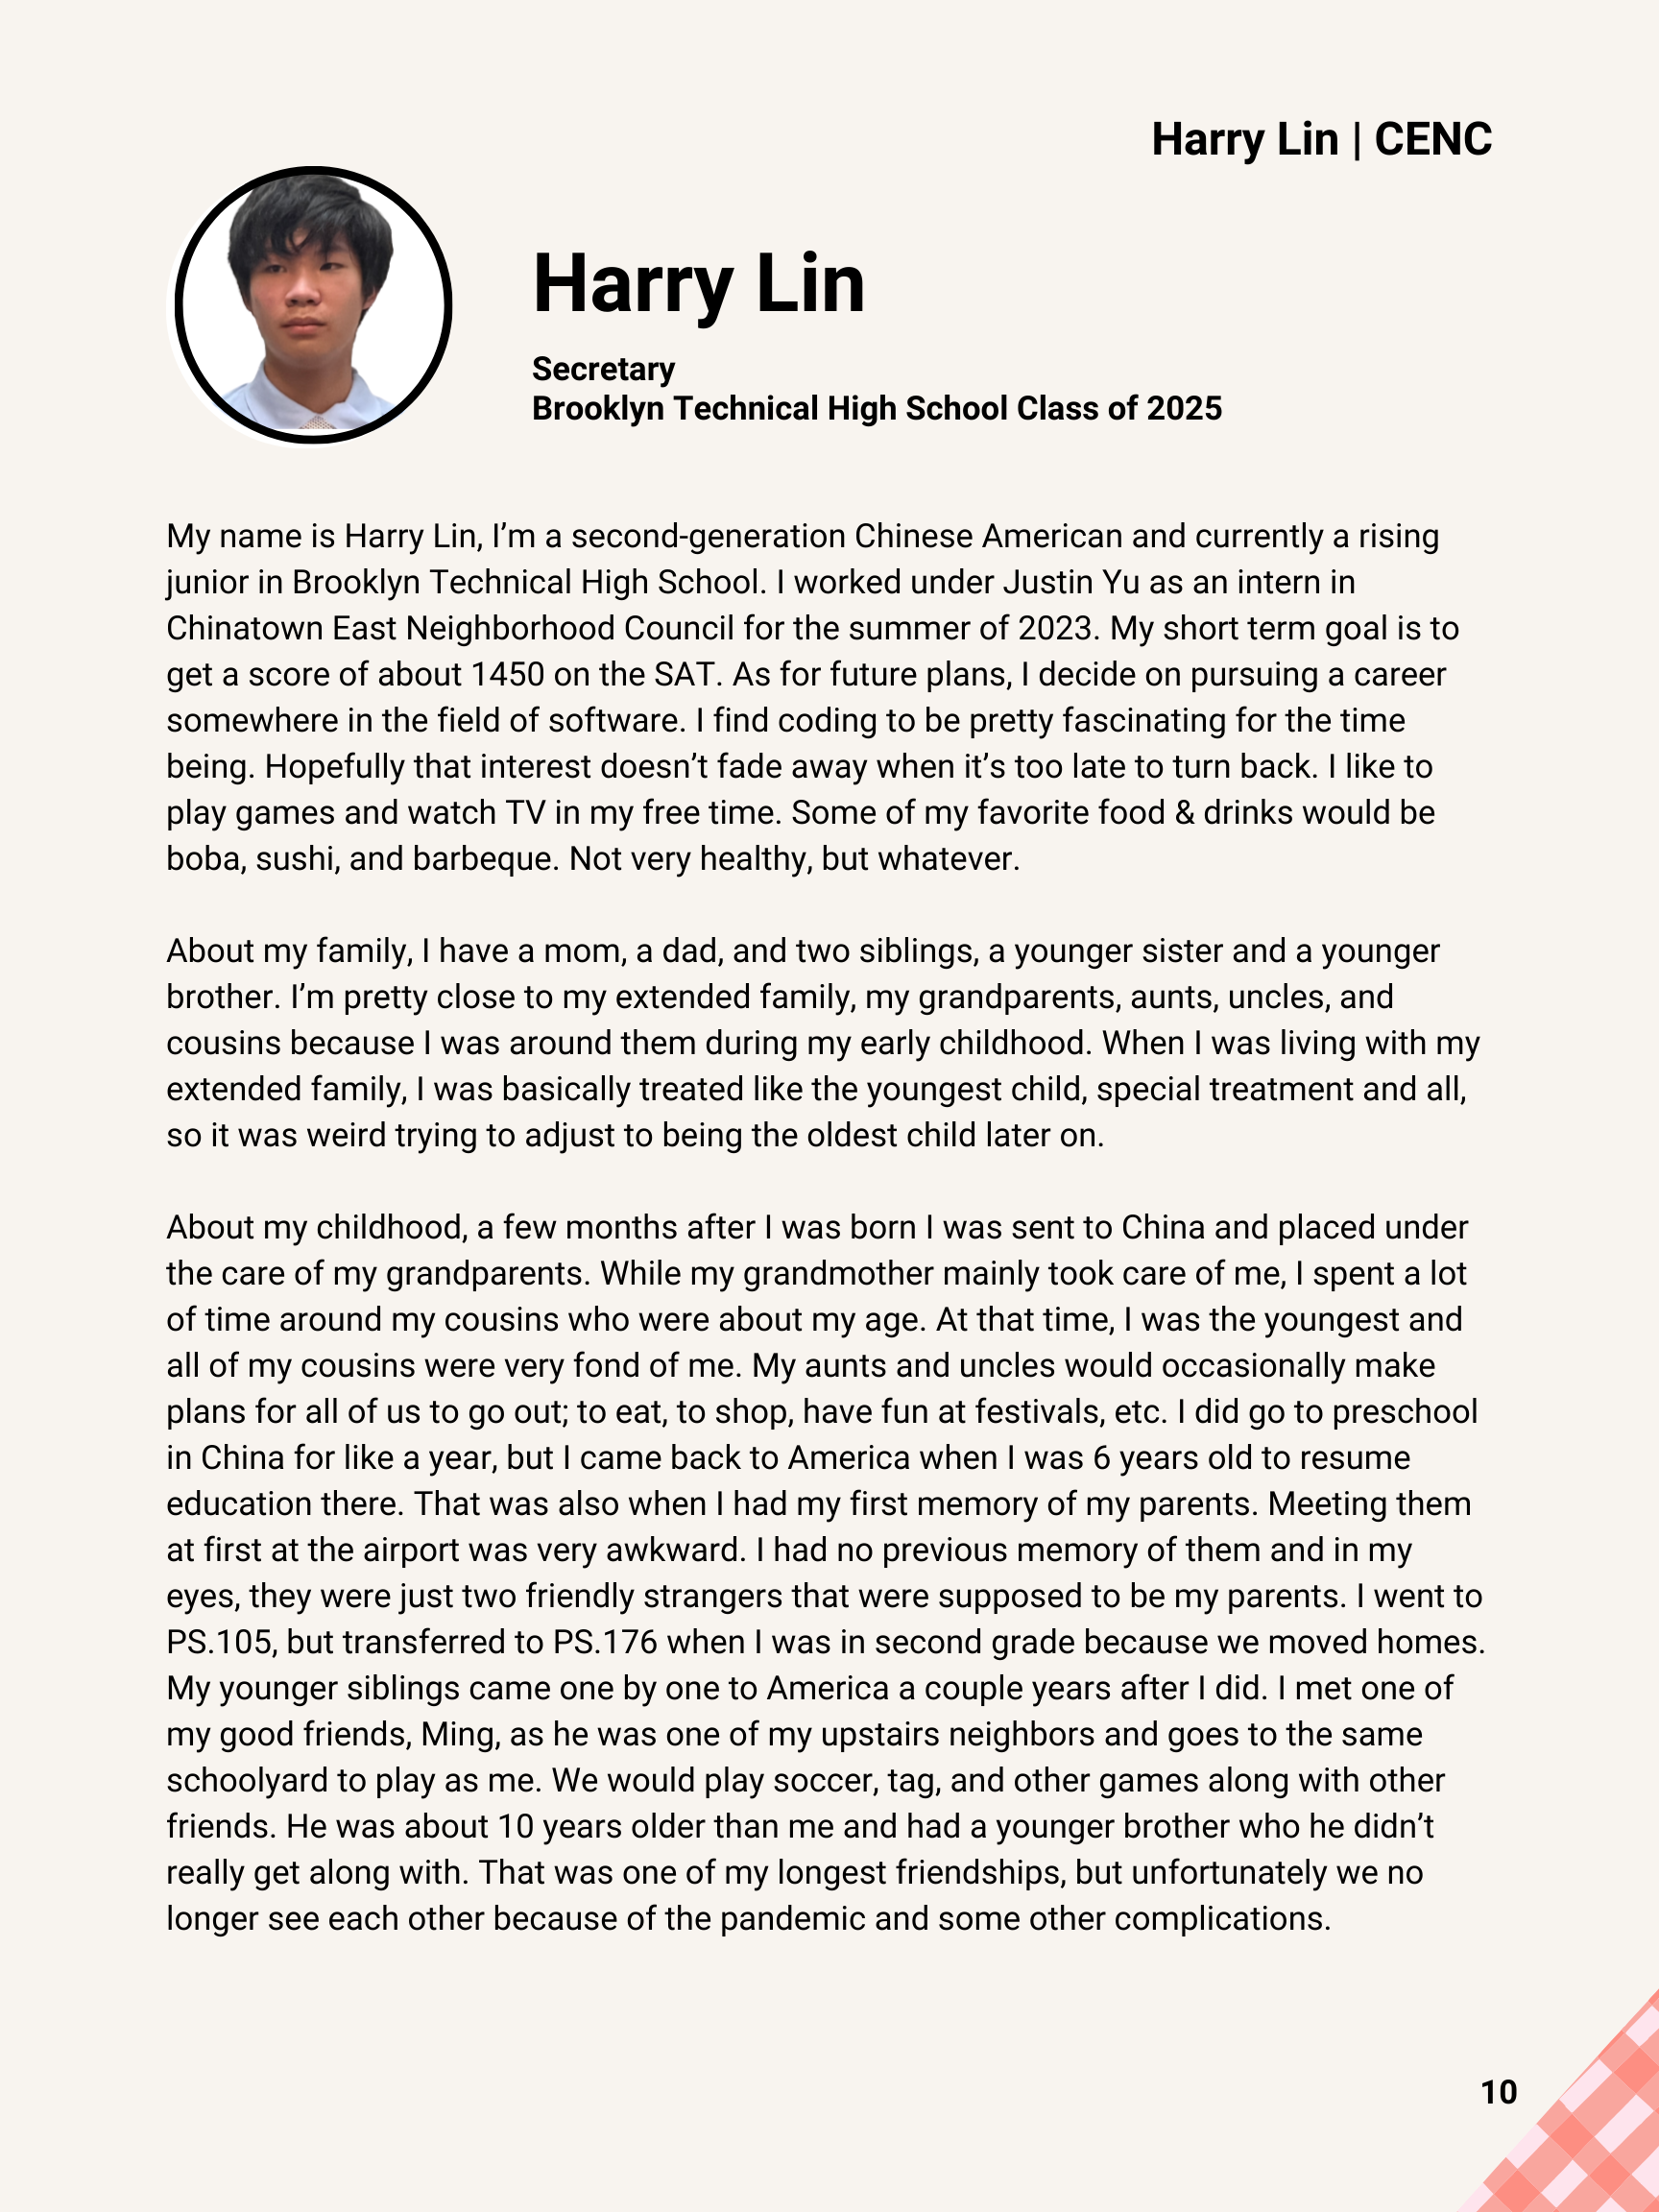 Harry Lin | CENC
Harry Lin
Secretary
Brooklyn Technical High School Class of 2025
My name is Harry Lin, I’m a second-generation Chinese American and currently a rising
junior in Brooklyn Technical High School. I worked under Justin Yu as an intern in
Chinatown East Neighborhood Council for the summer of 2023. My short term goal is to
get a score of about 1450 on the SAT. As for future plans, I decide on pursuing a career
somewhere in the field of software. I find coding to be pretty fascinating for the time
being. Hopefully that interest doesn’t fade away when it’s too late to turn back. I like to
play games and watch TV in my free time. Some of my favorite food & drinks would be
boba, sushi, and barbeque. Not very healthy, but whatever.
About my family, I have a mom, a dad, and two siblings, a younger sister and a younger
brother. I’m pretty close to my extended family, my grandparents, aunts, uncles, and
cousins because I was around them during my early childhood. When I was living with my
extended family, I was basically treated like the youngest child, special treatment and all,
so it was weird trying to adjust to being the oldest child later on.
About my childhood, a few months after I was born I was sent to China and placed under
the care of my grandparents. While my grandmother mainly took care of me, I spent a lot
of time around my cousins who were about my age. At that time, I was the youngest and
all of my cousins were very fond of me. My aunts and uncles would occasionally make
plans for all of us to go out; to eat, to shop, have fun at festivals, etc. I did go to preschool
in China for like a year, but I came back to America when I was 6 years old to resume
education there. That was also when I had my first memory of my parents. Meeting them
at first at the airport was very awkward. I had no previous memory of them and in my
eyes, they were just two friendly strangers that were supposed to be my parents. I went to
PS.105, but transferred to PS.176 when I was in second grade because we moved homes.
My younger siblings came one by one to America a couple years after I did. I met one of
my good friends, Ming, as he was one of my upstairs neighbors and goes to the same
schoolyard to play as me. We would play soccer, tag, and other games along with other
friends. He was about 10 years older than me and had a younger brother who he didn’t
really get along with. That was one of my longest friendships, but unfortunately we no
longer see each other because of the pandemic and some other complications.
10